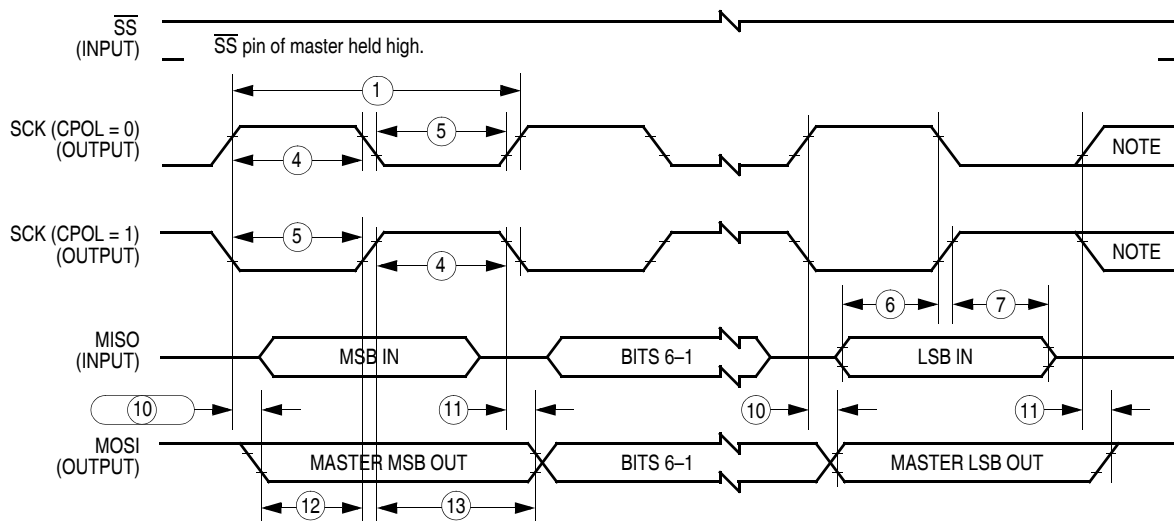 SS
(INPUT)
SS pin of master held high.
1
SCK (CPOL = 0)
(OUTPUT)
5
4
NOTE
SCK (CPOL = 1)
(OUTPUT)
5
4
NOTE
6
7
MISO
(INPUT)
MSB IN
BITS 6–1
LSB IN
10
11
10
11
MOSI
(OUTPUT)
MASTER MSB OUT
BITS 6–1
MASTER LSB OUT
12
13